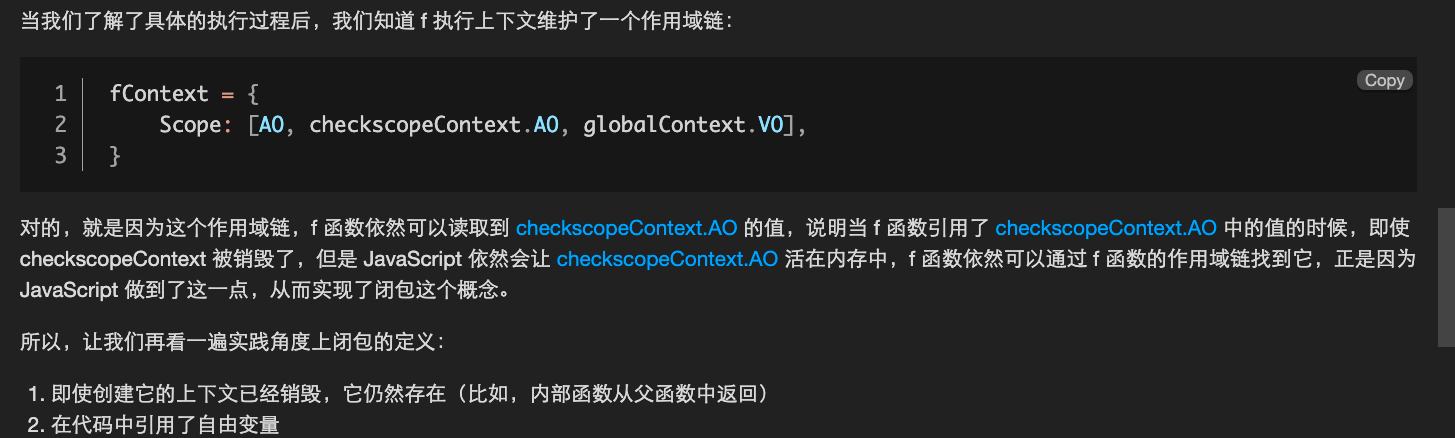 当我们了解了具体的执行过程后，我们知道 f 执行上下文维护了一个作用域链：
Copy
1 fContext = {
2     Scope: [AO, checkscopeContext.AO, globalContext.VO],
3 }
对的，就是因为这个作用域链，f 函数依然可以读取到 checkscopeContext.AO 的值，说明当 f 函数引用了 checkscopeContext.AO 中的值的时候，即使
checkscopeContext 被销毁了，但是 JavaScript 依然会让 checkscopeContext.AO 活在内存中，f 函数依然可以通过 f 函数的作用域链找到它，正是因为
JavaScript 做到了这一点，从而实现了闭包这个概念。
所以，让我们再看一遍实践角度上闭包的定义：
1. 即使创建它的上下文已经销毁，它仍然存在（比如，内部函数从父函数中返回）
2. 在代码中引用了自由变量